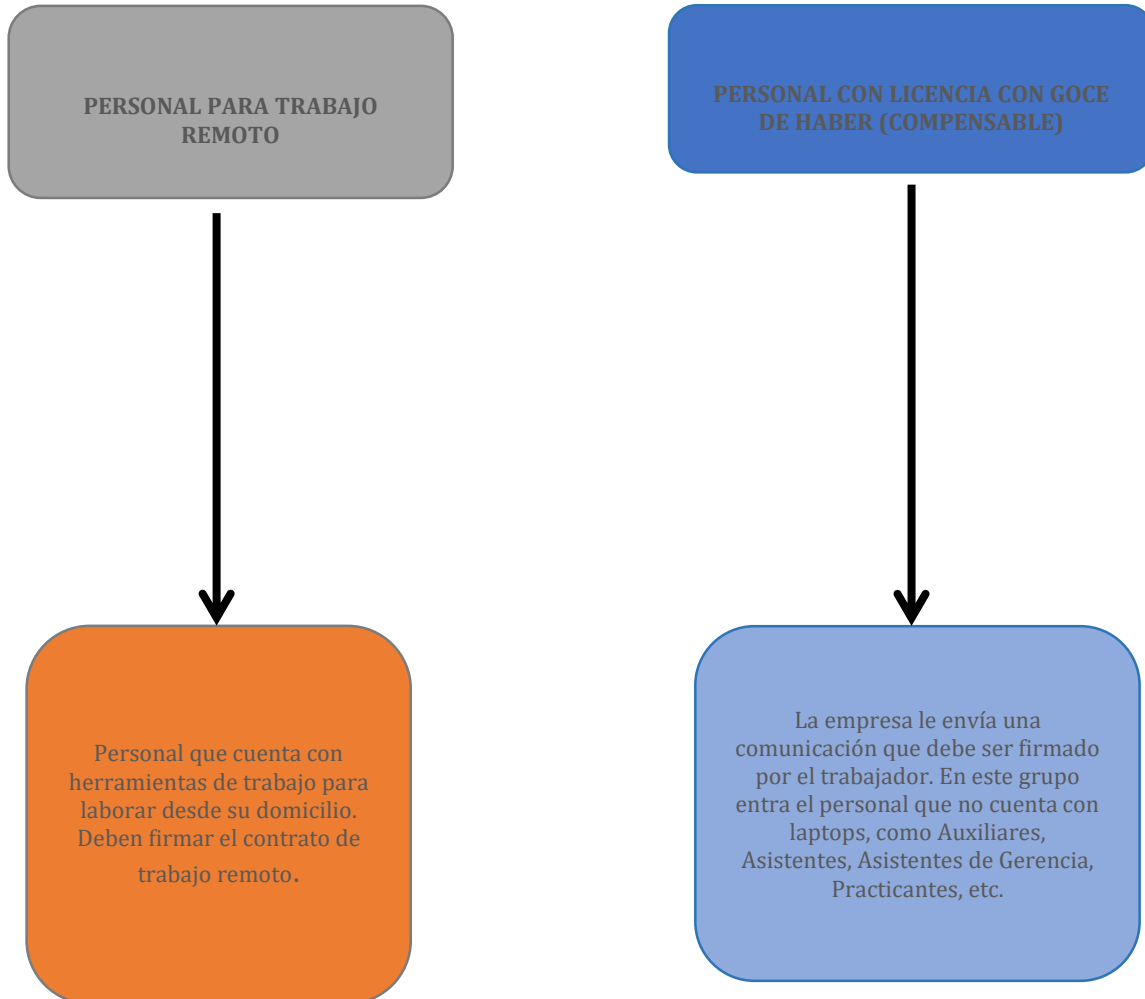 PERSONAL PARA TRABAJO
REMOTO
PERSONAL CON LICENCIA CON GOCE
DE HABER (COMPENSABLE)
Personal que cuenta con
herramientas de trabajo para
laborar desde su domicilio.
Deben firmar el contrato de
trabajo remoto.
La empresa le envía una
comunicación que debe ser firmado
por el trabajador. En este grupo
entra el personal que no cuenta con
laptops, como Auxiliares,
Asistentes, Asistentes de Gerencia,
Practicantes, etc.